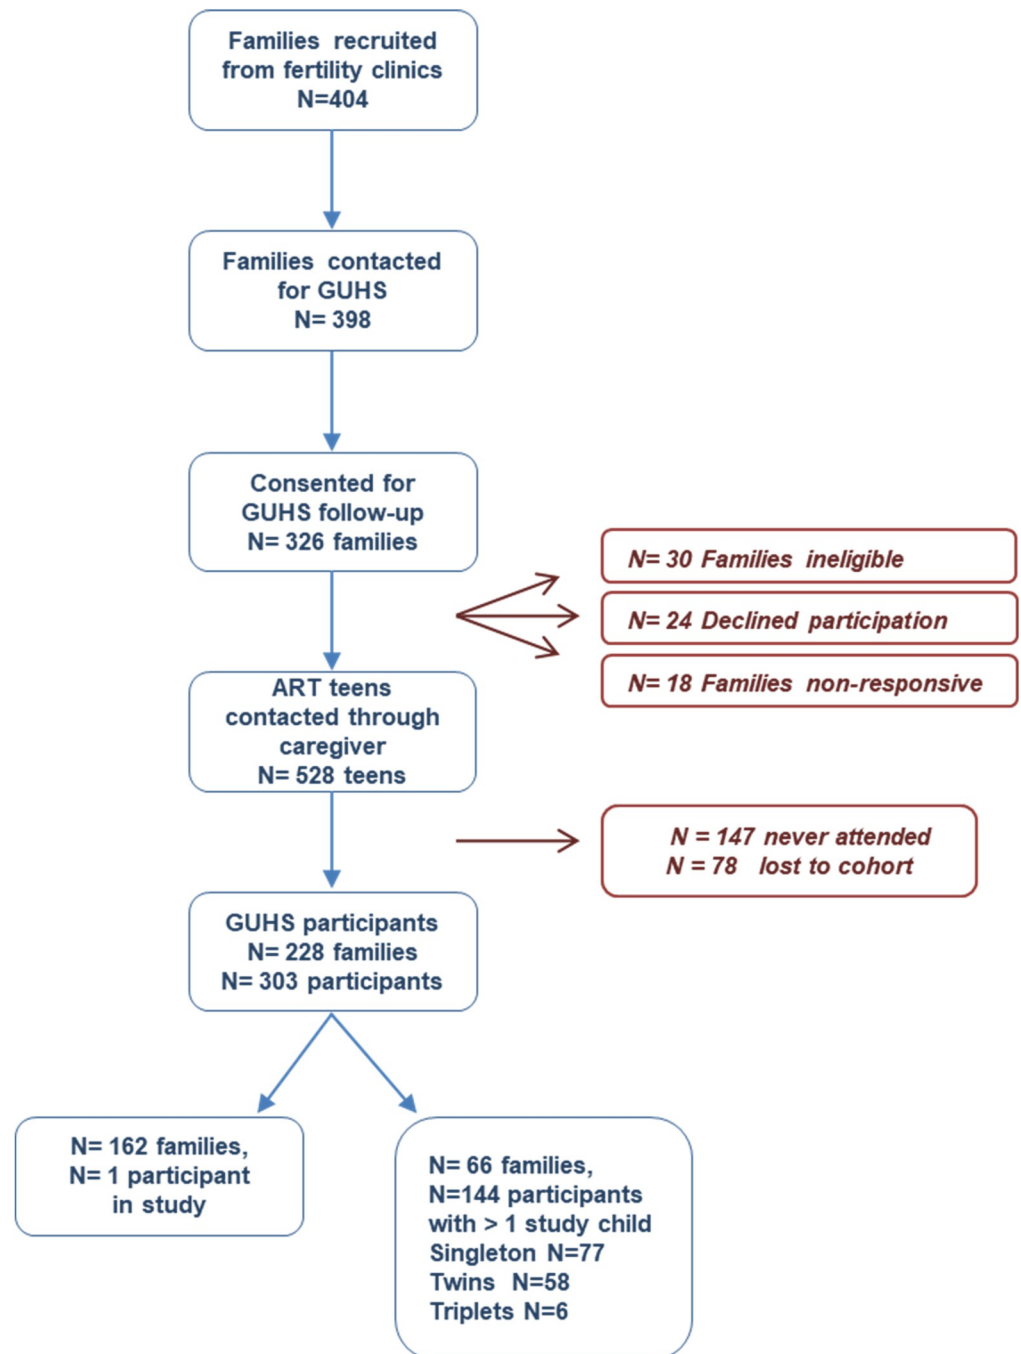 Families recruited
from fertility clinics
N=404
Families contacted
for GUHS
N= 398
Consented for
GUHS follow-up
N= 326 families
N= 30 Families ineligible
N= 24 Declined participation
N= 18 Families non-responsive
ART teens
contacted through
caregiver
N= 528 teens
N = 147 never attended
N = 78 lost to cohort
GUHS participants
N= 228 families
N= 303 participants
N= 162 families,
N= 1 participant
in study
N= 66 families,
N=144 participants
with > 1 study child
Singleton N=77
Twins N=58
Triplets N=6